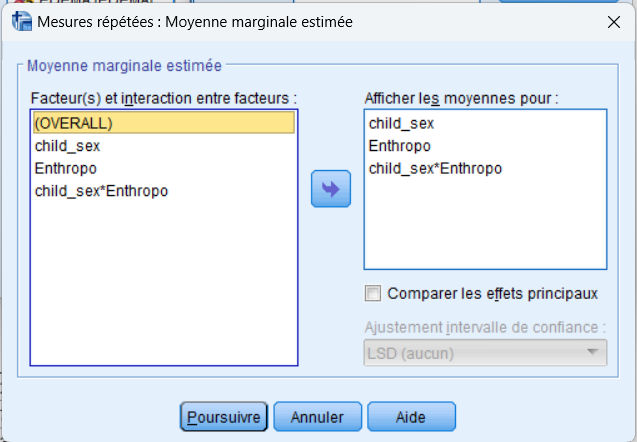 Mesures répétées : Moyenne marginale estimée
Moyenne marginale estimée
Facteur(s) et interaction entre facteurs :
(OVERALL)
child_sex
Enthropo
child_sex*Enthropo
Afficher les moyennes pour :
child_sex
Enthropo
child_sex*Enthropo
Comparer les effets principaux
Ajustement intervalle de confiance :
LSD (aucun)
Poursuivre
Annuler
Aide